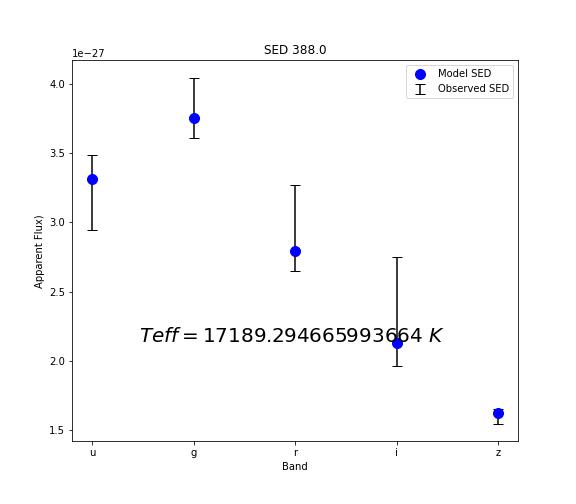 SED 388.0
1e−27
Model SED
Observed SED
4.0
3.5
3.0
2.5
2.0
1.5
Apparent Flux)
Teff = 17189.294665993664 K
u g r i z
Band